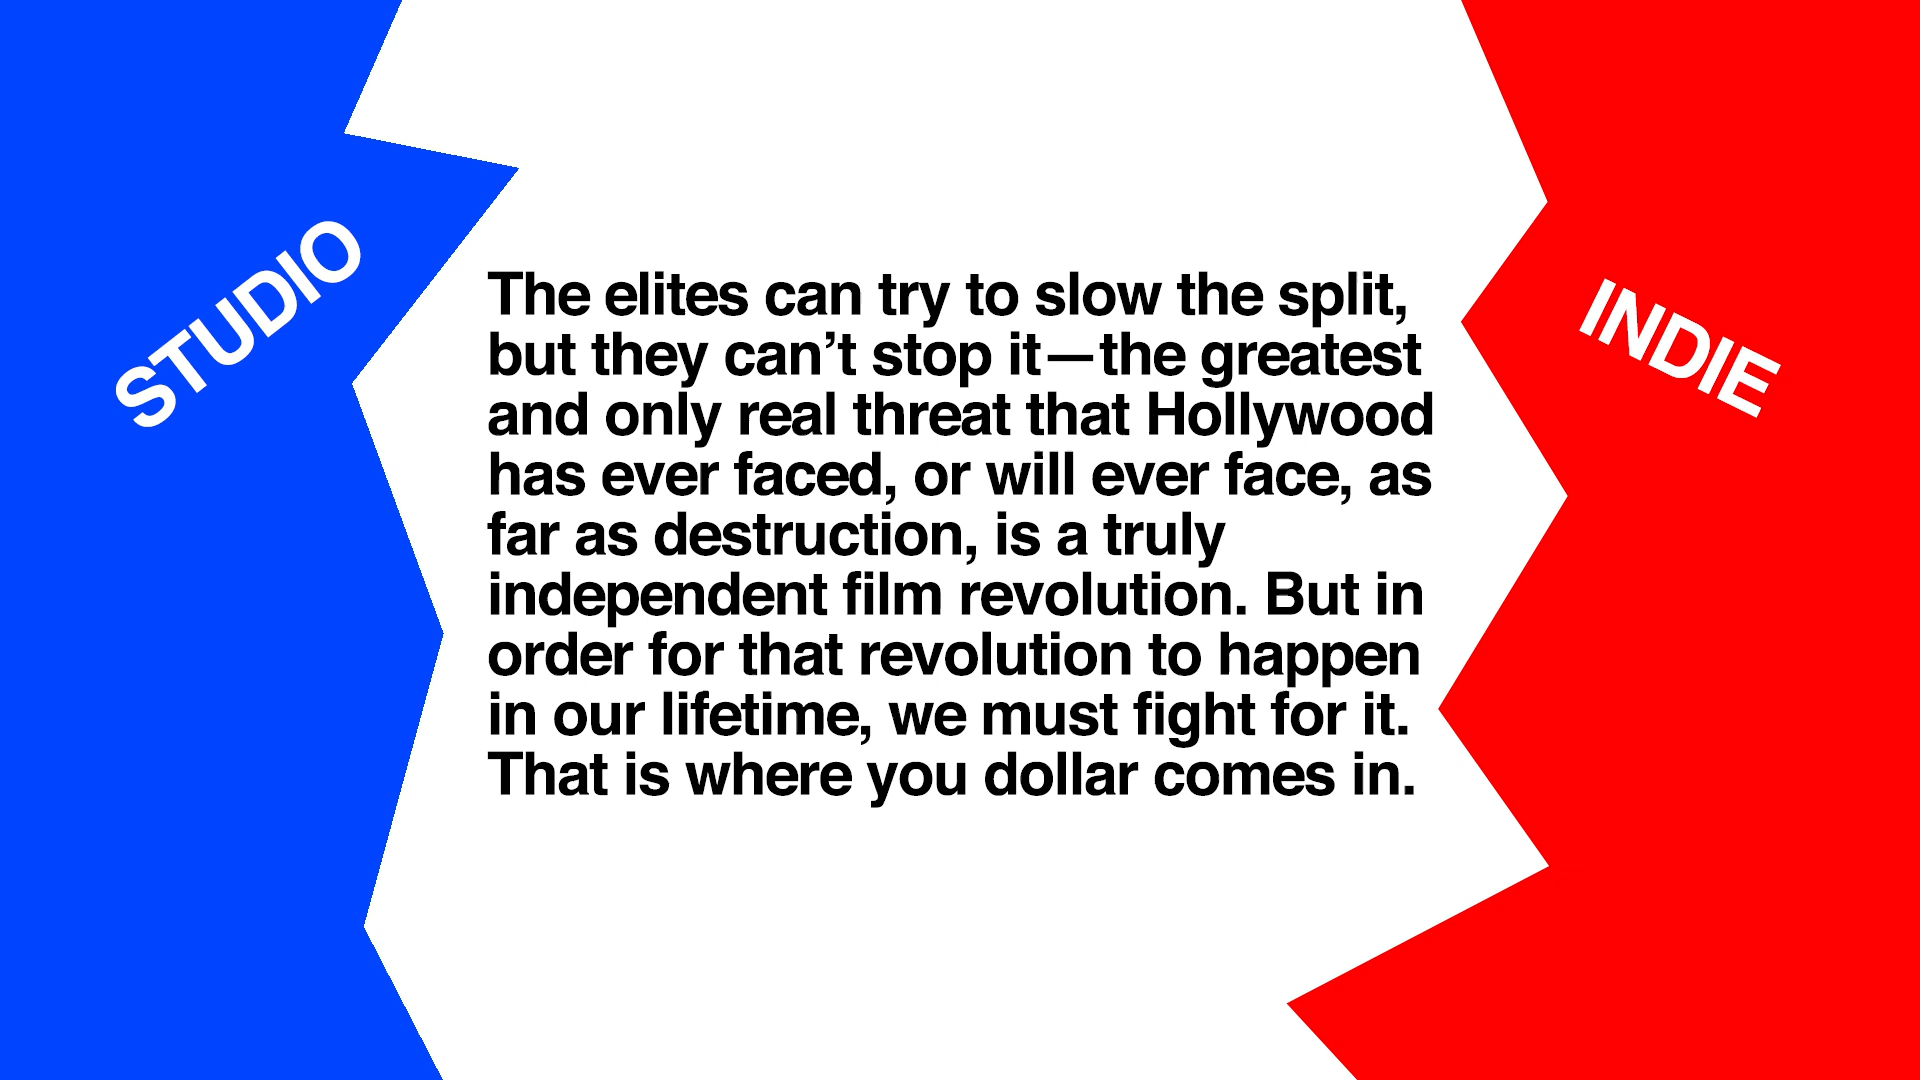 STUDIO
INDIE
The elites can try to slow the split,
but they can’t stop it—the greatest
and only real threat that Hollywood
has ever faced, or will ever face, as
far as destruction, is a truly
independent film revolution. But in
order for that revolution to happen
in our lifetime, we must fight for it.
That is where you dollar comes in.